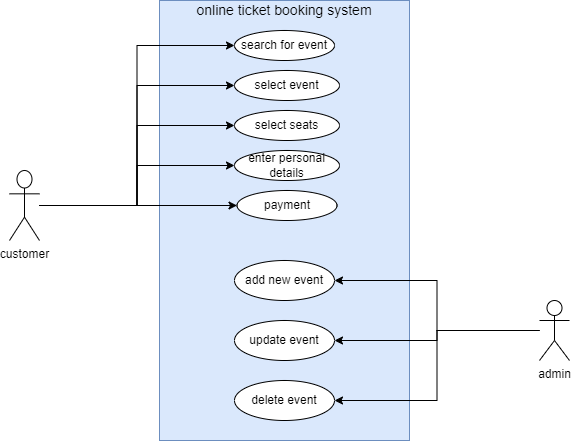 online ticket booking system
search for event
select event
select seats
enter personal
details
payment
customer
add new event
update event
delete event
admin